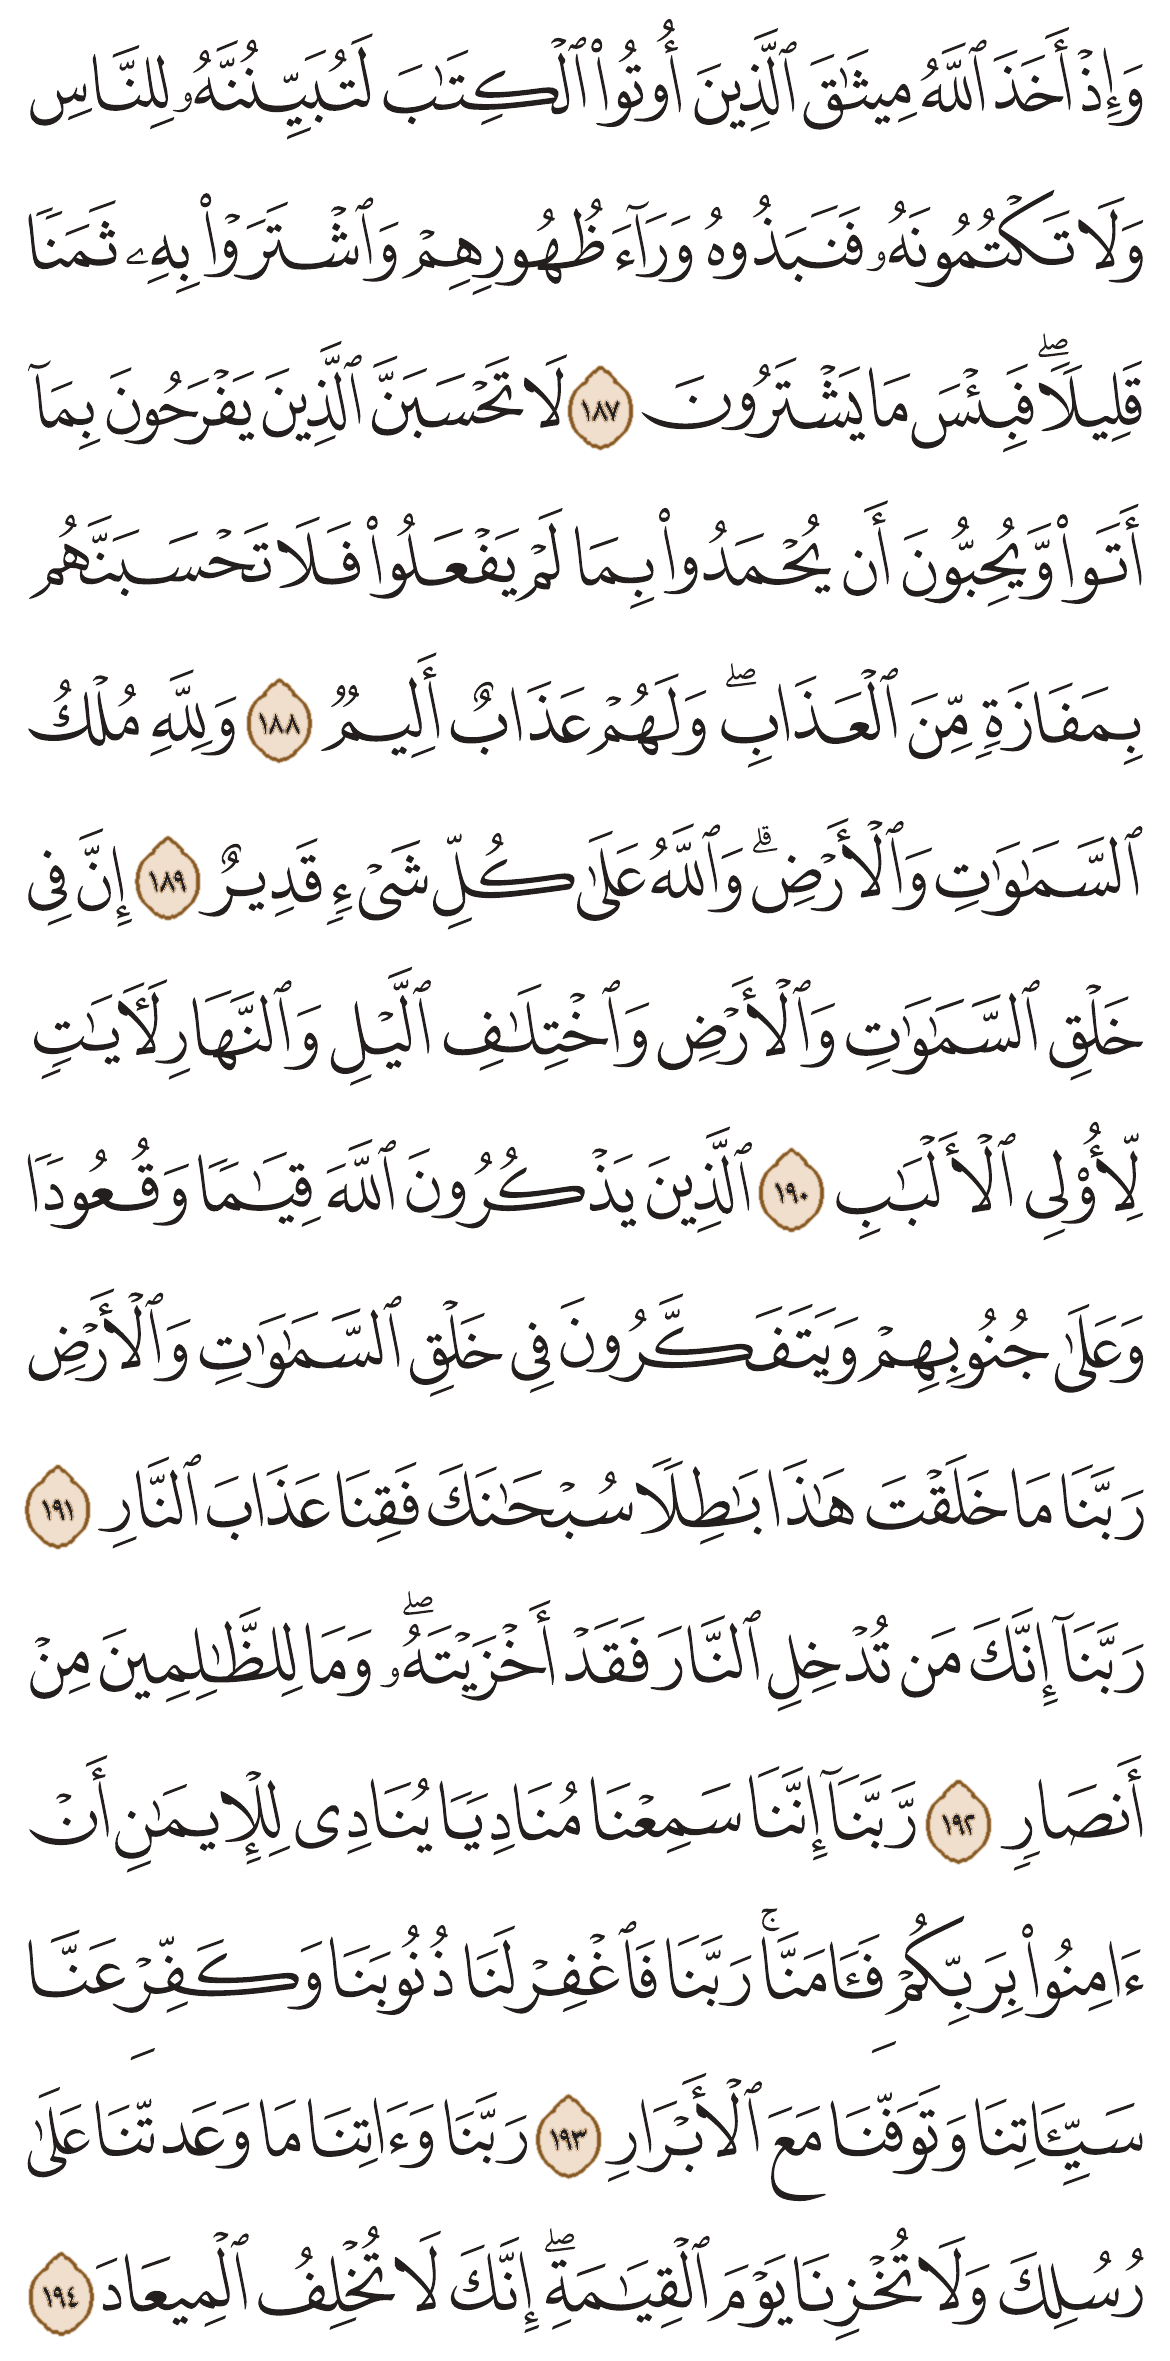 وَإِذۡ أَخَذَ ٱللَّهُ مِيثَٰقَ ٱلَّذِينَ أُوتُواْ ٱلۡكِتَٰبَ لَتُبَيِّنُنَّهُۥ لِلنَّاسِ
وَلَا تَكۡتُمُونَهُۥ فَنَبَذُوهُ وَرَآءَ ظُهُورِهِمۡ وَٱشۡتَرَوۡاْ بِهِۦ ثَمَنٗا
قَلِيلٗاۖ فَبِئۡسَ مَا يَشۡتَرُونَ ١٨٧ لَا تَحۡسَبَنَّ ٱلَّذِينَ يَفۡرَحُونَ بِمَآ
أَتَواْ وَّيُحِبُّونَ أَن يُحۡمَدُواْ بِمَا لَمۡ يَفۡعَلُواْ فَلَا تَحۡسَبَنَّهُم
بِمَفَازَةٖ مِّنَ ٱلۡعَذَابِۖ وَلَهُمۡ عَذَابٌ أَلِيمٞ ١٨٨ وَلِلَّهِ مُلۡكُ
ٱلسَّمَٰوَٰتِ وَٱلۡأَرۡضِۗ وَٱللَّهُ عَلَىٰ كُلِّ شَيۡءٖ قَدِيرٌ ١٨٩ إِنَّ فِي
خَلۡقِ ٱلسَّمَٰوَٰتِ وَٱلۡأَرۡضِ وَٱخۡتِلَٰفِ ٱلَّيۡلِ وَٱلنَّهَارِ لَأٓيَٰتٖ
لِّأُوْلِي ٱلۡأَلۡبَٰبِ ١٩٠ ٱلَّذِينَ يَذۡكُرُونَ ٱللَّهَ قِيَٰمٗا وَقُعُودٗا
وَعَلَىٰ جُنُوبِهِمۡ وَيَتَفَكَّرُونَ فِي خَلۡقِ ٱلسَّمَٰوَٰتِ وَٱلۡأَرۡضِ
رَبَّنَا مَا خَلَقۡتَ هَٰذَا بَٰطِلٗا سُبۡحَٰنَكَ فَقِنَا عَذَابَ ٱلنَّارِ ١٩١
رَبَّنَآ إِنَّكَ مَن تُدۡخِلِ ٱلنَّارَ فَقَدۡ أَخۡزَيۡتَهُۥۖ وَمَا لِلظَّٰلِمِينَ مِنۡ
أَنصَارٖ ١٩٢ رَّبَّنَآ إِنَّنَا سَمِعۡنَا مُنَادِيٗا يُنَادِي لِلۡإِيمَٰنِ أَنۡ
ءَامِنُواْ بِرَبِّكُمۡ فَـَٔامَنَّاۚ رَبَّنَا فَٱغۡفِرۡ لَنَا ذُنُوبَنَا وَكَفِّرۡ عَنَّا
سَيِّـَٔاتِنَا وَتَوَفَّنَا مَعَ ٱلۡأَبۡرَارِ ١٩٣ رَبَّنَا وَءَاتِنَا مَا وَعَدتَّنَا عَلَىٰ
رُسُلِكَ وَلَا تُخۡزِنَا يَوۡمَ ٱلۡقِيَٰمَةِۖ إِنَّكَ لَا تُخۡلِفُ ٱلۡمِيعَادَ ١٩٤